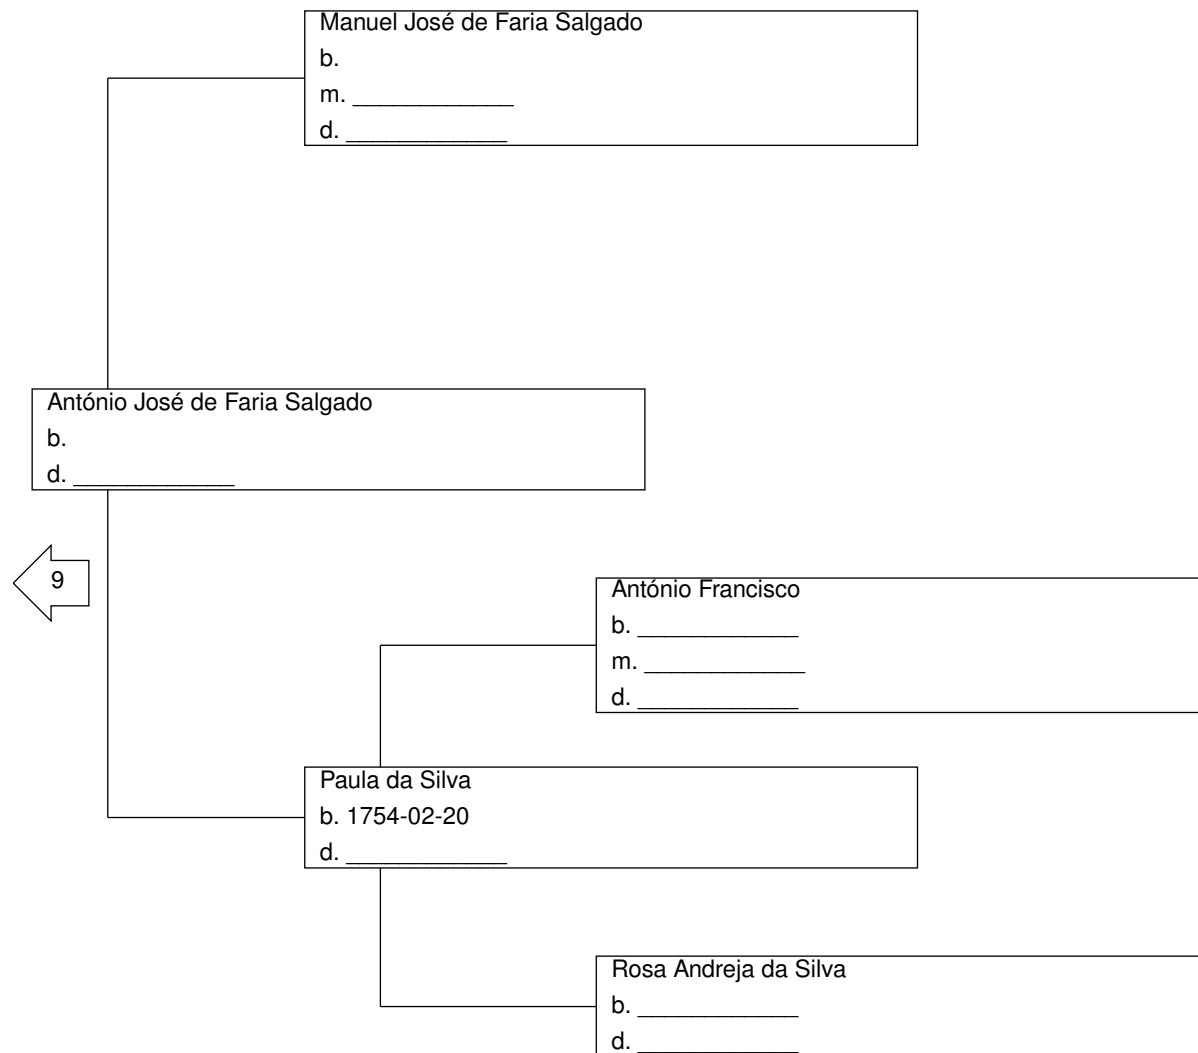 Manuel José de Faria Salgado
b.
m. ____________
d. ____________
António José de Faria Salgado
b.
d. ____________
9
António Francisco
b. ____________
m. ____________
d. ____________
Paula da Silva
b. 1754-02-20
d. ____________
Rosa Andreja da Silva
b. ____________
d. ____________